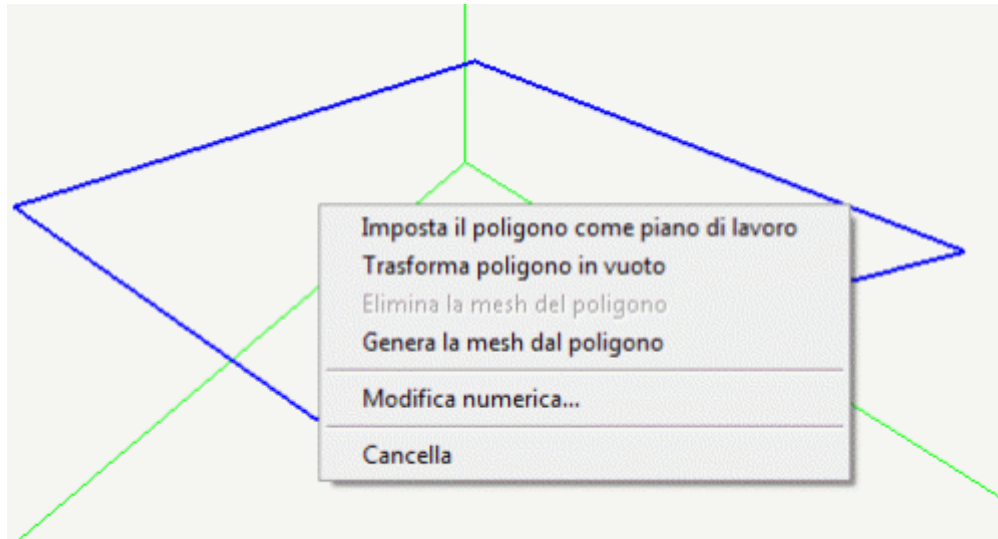 Imposta il poligono come piano di lavoro
Trasforma poligono in vuoto
Elimina la mesh del poligono
Genera la mesh dal poligono
Modifica numerica...
Cancella